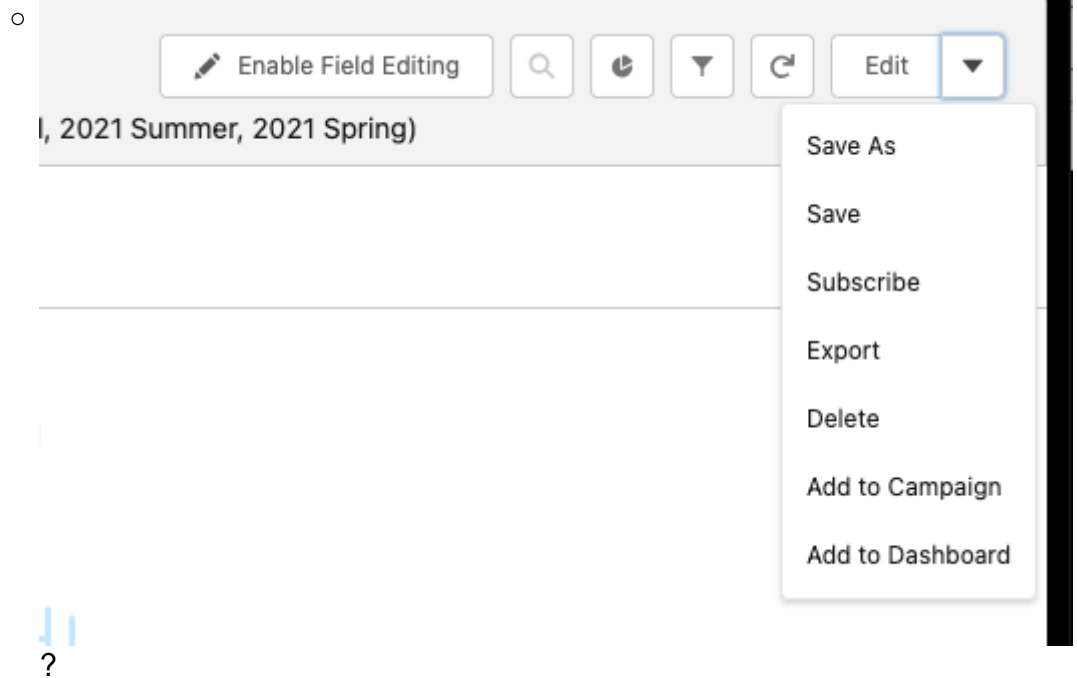 Enable Field Editing Edit
l, 2021 Summer, 2021 Spring)
Save As
Save
Subscribe
Export
Delete
Add to Campaign
Add to Dashboard
?